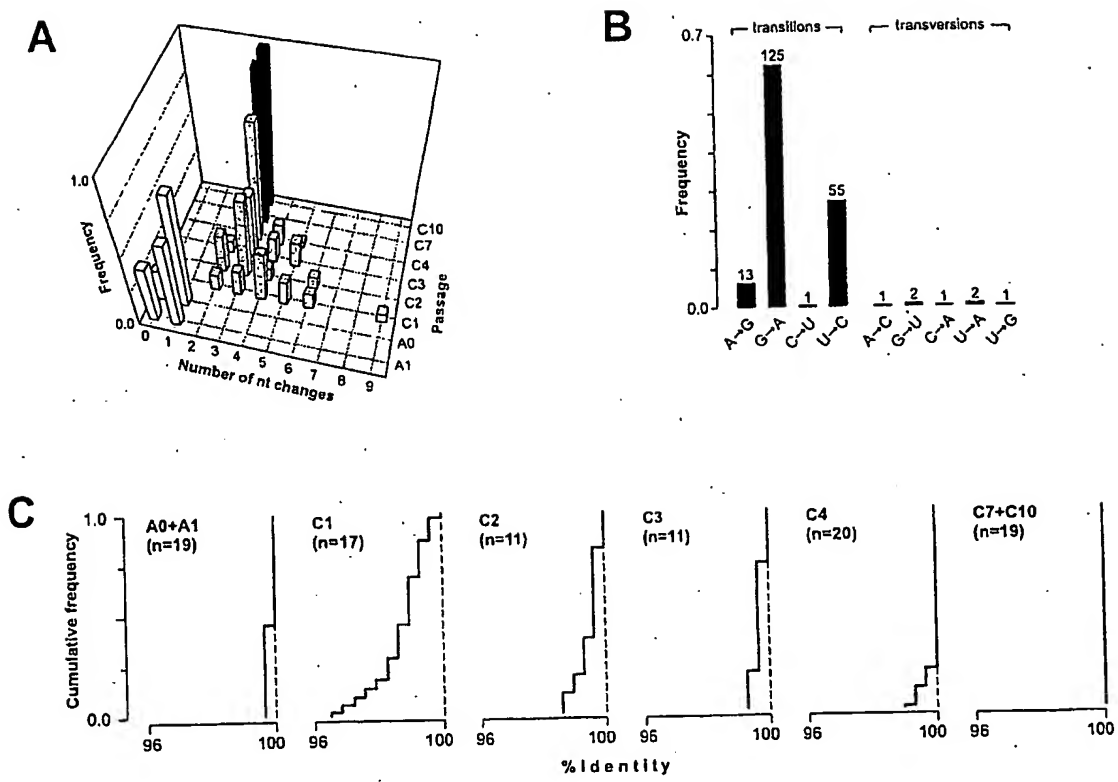 A
1.0
Frequency
0.0
0 1 2 3 4 5 6 7 8 9
Number of nt changes
C10
C7
C4
C3
C2
C1
A0
A1
Passage
B
transitions
transversions
0.7
Frequency
0.0
13
125
1
55
1
2
1
2
1
A→G
G→A
C→U
U→C
A→C
G→U
C→A
U→A
U→G
C
1.0
Cumulative frequency
0.0
A0+A1
(n=19)
C1
(n=17)
C2
(n=11)
C3
(n=11)
C4
(n=20)
C7+C10
(n=19)
96 100
96 100
96 100
96 100
96 100
96 100
% Identity